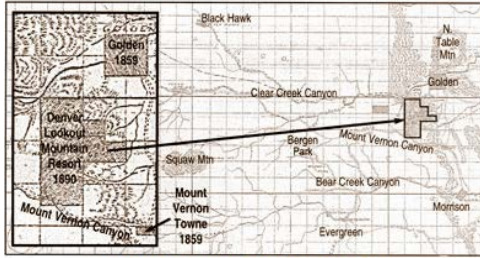 Golden
1859
Denver
Lookout
Mountain
Resort
1890
Mount Vernon Canyon
Mount
Vernon
Towne
1859
Black Hawk
N.
Table
Mtn
Golden
Clear Creek Canyon
Mount Vernon Canyon
Bergen
Park
Squaw Mtn
Bear Creek Canyon
Morrison
Evergreen